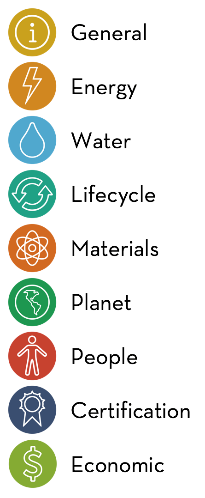 General
Energy
Water
Lifecycle
Materials
Planet
People
Certification
Economic